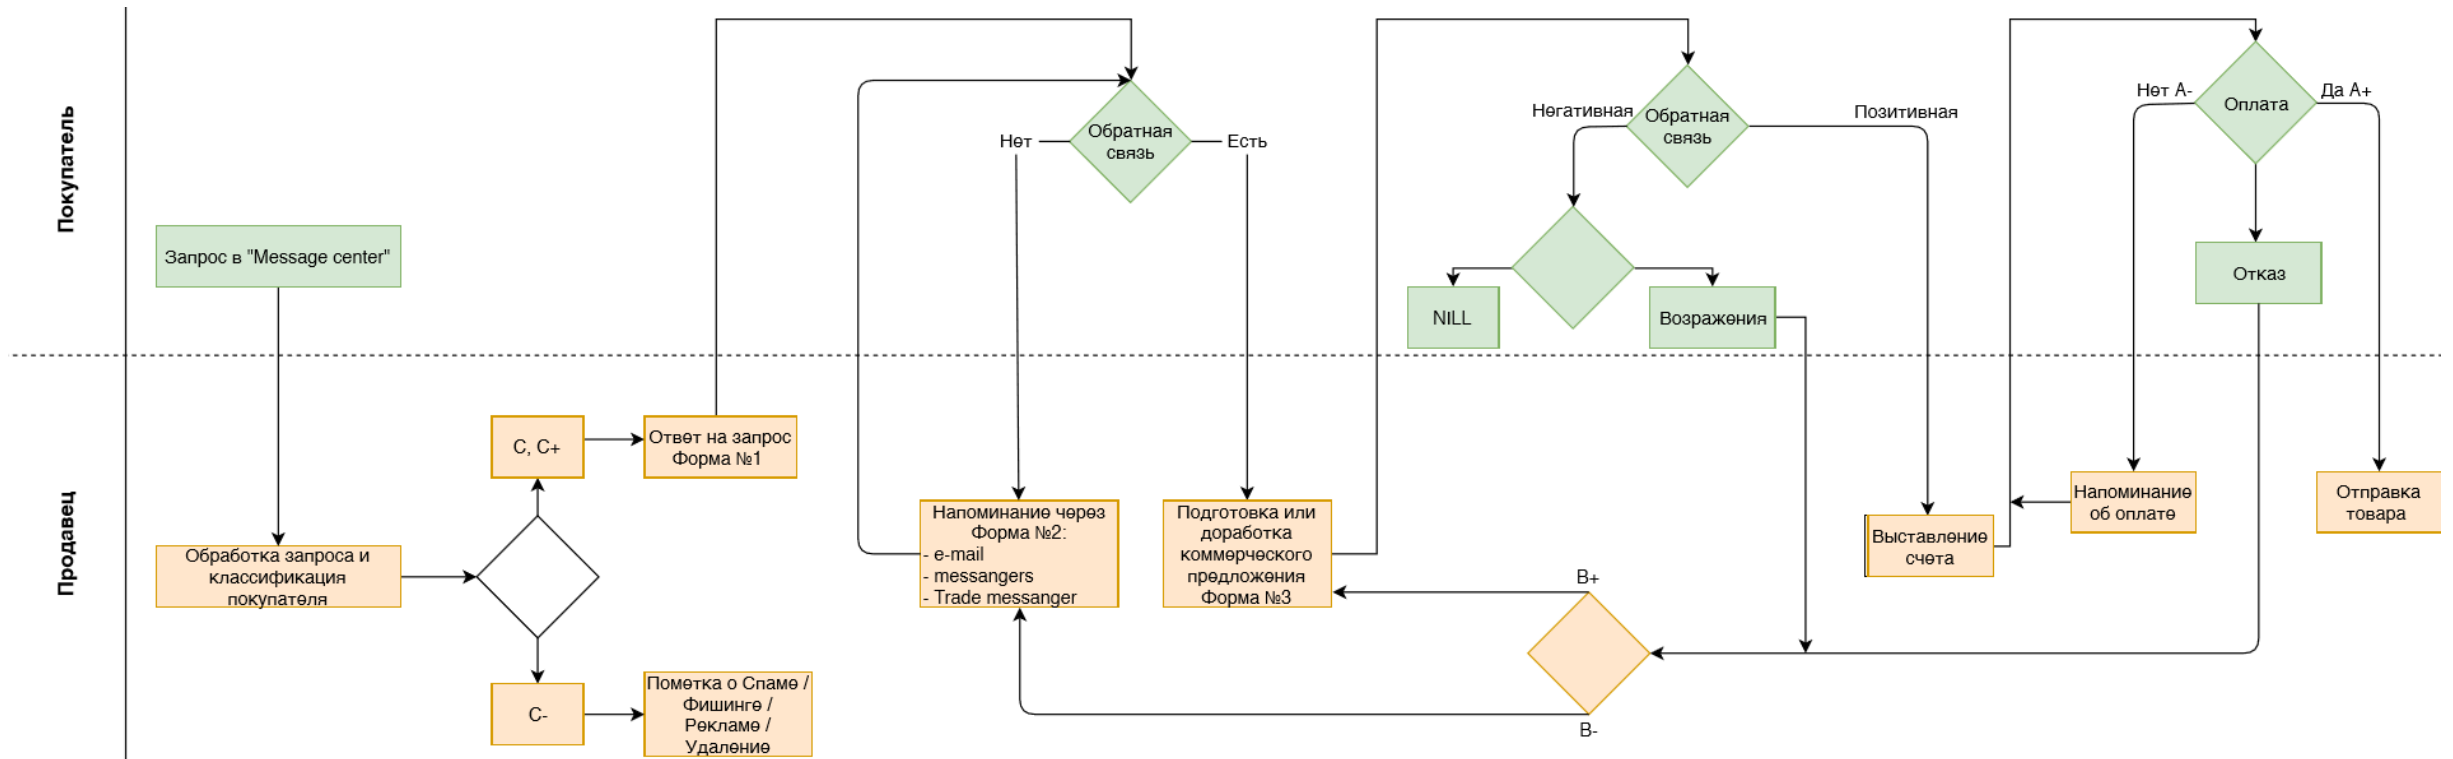 Покупатель
Запрос в "Message center"
Обратная
связь
Нет
Есть
Негативная
Обратная
связь
Позитивная
NILL
Возражения
Нет А-
Оплата
Да А+
Отказ
Продавец
Обработка запроса и
классификация
покупателя
С, С+
Ответ на запрос
Форма №1
С-
Пометка о Спаме /
Фишинге /
Рекламе /
Удаление
Напоминание через
Форма №2:
- e-mail
- messangers
- Trade messanger
Подготовка или
доработка
коммерческого
предложения
Форма №3
В+
В-
Выставление
счета
Напоминание
об оплате
Отправка
товара